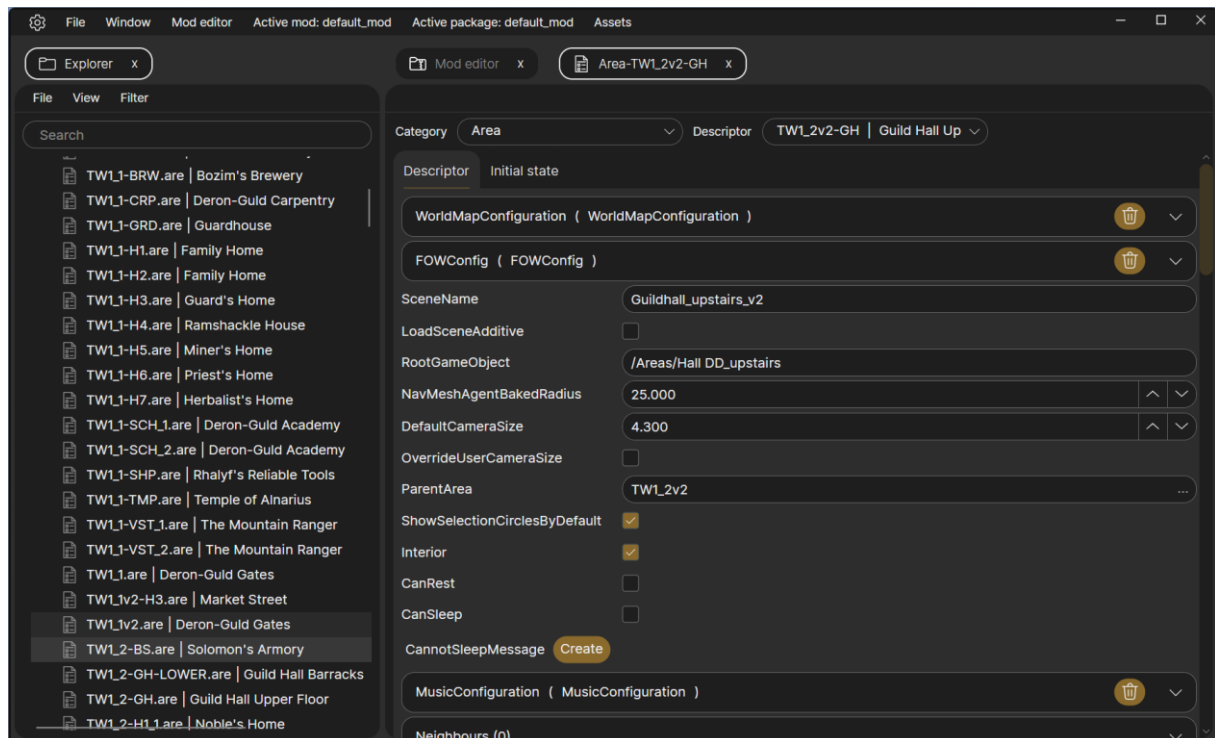 File Window Mod editor Active mod: default_mod Active package: default_mod Assets
Explorer x
Mod editor x
Area-TW1_2v2-GH x
File View Filter
Search
TW1_1-BRW.are | Bozim's Brewery
TW1_1-CRP.are | Deron-Guld Carpentry
TW1_1-GRD.are | Guardhouse
TW1_1-H1.are | Family Home
TW1_1-H2.are | Family Home
TW1_1-H3.are | Guard's Home
TW1_1-H4.are | Ramshackle House
TW1_1-H5.are | Miner's Home
TW1_1-H6.are | Priest's Home
TW1_1-H7.are | Herbalist's Home
TW1_1-SCH_1.are | Deron-Guld Academy
TW1_1-SCH_2.are | Deron-Guld Academy
TW1_1-SHP.are | Rhalyf's Reliable Tools
TW1_1-TMP.are | Temple of Alnarius
TW1_1-VST_1.are | The Mountain Ranger
TW1_1-VST_2.are | The Mountain Ranger
TW1_1.are | Deron-Guld Gates
TW1_1v2-H3.are | Market Street
TW1_1v2.are | Deron-Guld Gates
TW1_2-BS.are | Solomon's Armory
TW1_2-GH-LOWER.are | Guild Hall Barracks
TW1_2-GH.are | Guild Hall Upper Floor
TW1_2-H1_1.are | Noble's Home
Category Area Descriptor TW1_2v2-GH | Guild Hall Up
Descriptor Initial state
WorldMapConfiguration ( WorldMapConfiguration )
FOWConfig ( FOWConfig )
SceneName Guildhall_upstairs_v2
LoadSceneAdditive
RootGameObject /Areas/Hall DD_upstairs
NavMeshAgentBakedRadius 25.000
DefaultCameraSize 4.300
OverrideUserCameraSize
ParentArea TW1_2v2 ...
ShowSelectionCirclesByDefault
Interior
CanRest
CanSleep
CannotSleepMessage Create
MusicConfiguration ( MusicConfiguration )
Neighbours (0)